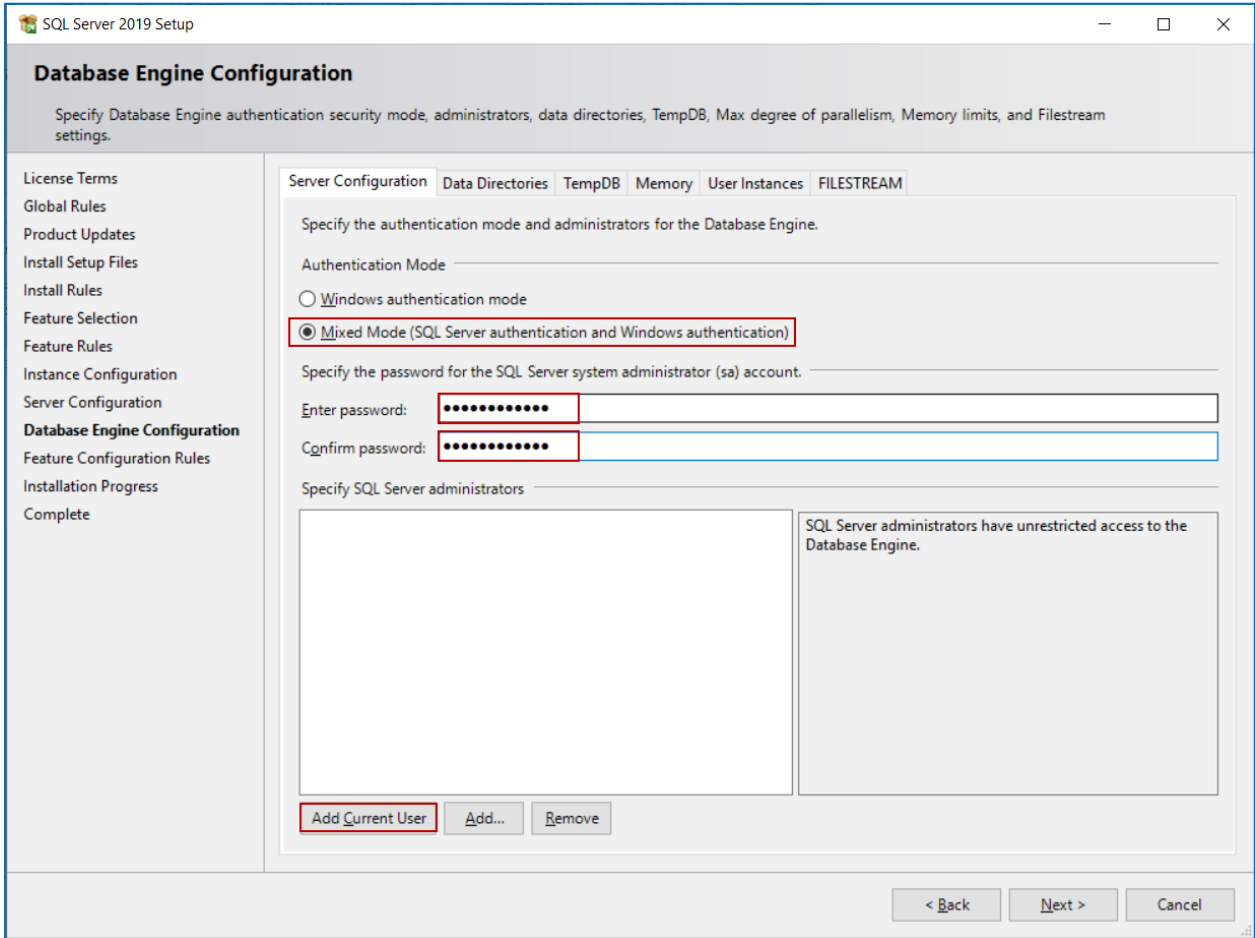 SQL Server 2019 Setup
Database Engine Configuration
Specify Database Engine authentication security mode, administrators, data directories, TempDB, Max degree of parallelism, Memory limits, and Filestream
settings.
License Terms
Global Rules
Product Updates
Install Setup Files
Install Rules
Feature Selection
Feature Rules
Instance Configuration
Server Configuration
Database Engine Configuration
Feature Configuration Rules
Installation Progress
Complete
Server Configuration Data Directories TempDB Memory User Instances FILESTREAM
Specify the authentication mode and administrators for the Database Engine.
Authentication Mode
Windows authentication mode
Mixed Mode (SQL Server authentication and Windows authentication)
Specify the password for the SQL Server system administrator (sa) account.
Enter password: ●●●●●●●●●●●●
Confirm password: ●●●●●●●●●●●●
Specify SQL Server administrators
SQL Server administrators have unrestricted access to the
Database Engine.
Add Current User Add... Remove
< Back Next > Cancel